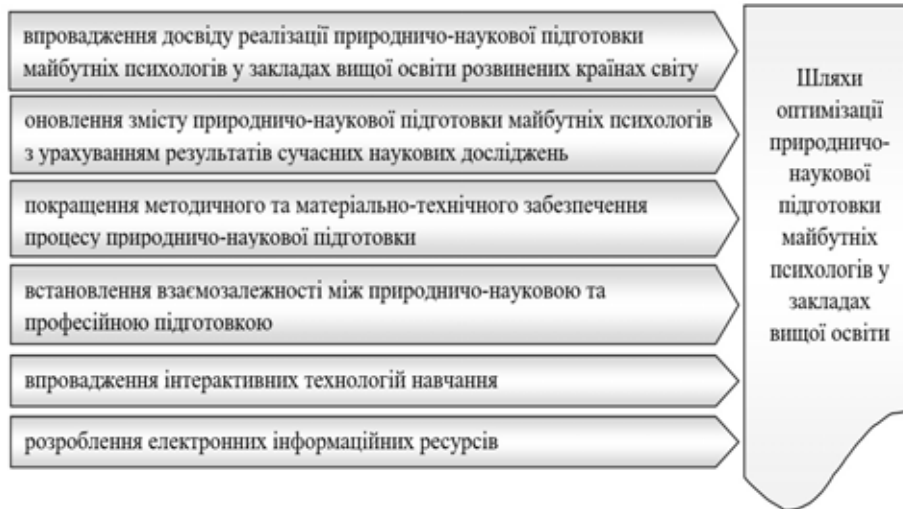 впровадження досвіду реалізації природничо-наукової підготовки
майбутніх психологів у закладах вищої освіти розвинених країнах світу
оновлення змісту природничо-наукової підготовки майбутніх психологів
з урахуванням результатів сучасних наукових досліджень
покращення методичного та матеріально-технічного забезпечення
процесу природничо-наукової підготовки
встановлення взаємозалежності між природничо-науковою та
професійною підготовкою
впровадження інтерактивних технологій навчання
розроблення електронних інформаційних ресурсів
Шляхи
оптимізації
природничо-
наукової
підготовки
майбутніх
психологів у
закладах
вищої освіти